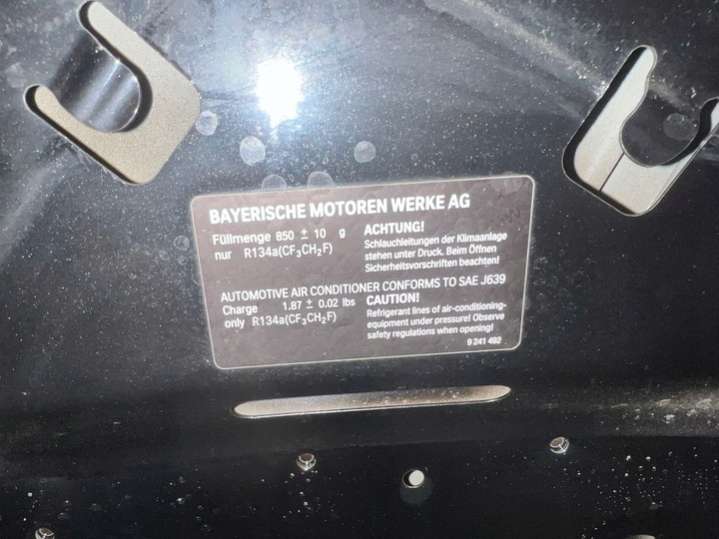 BAYERISCHE MOTOREN WERKE AG
Füllmenge 850 ± 10 g
nur R134a(CF₃CH₂F)
ACHTUNG!
Schlauchleitungen der Klimaanlage
stehen unter Druck. Beim Öffnen
Sicherheitsvorschriften beachten!
AUTOMOTIVE AIR CONDITIONER CONFORMS TO SAE J639
Charge 1.87 ± 0.02 lbs
only R134a(CF₃CH₂F)
CAUTION!
Refrigerant lines of air-conditioning-
equipment under pressure! Observe
safety regulations when opening!
9 241 492